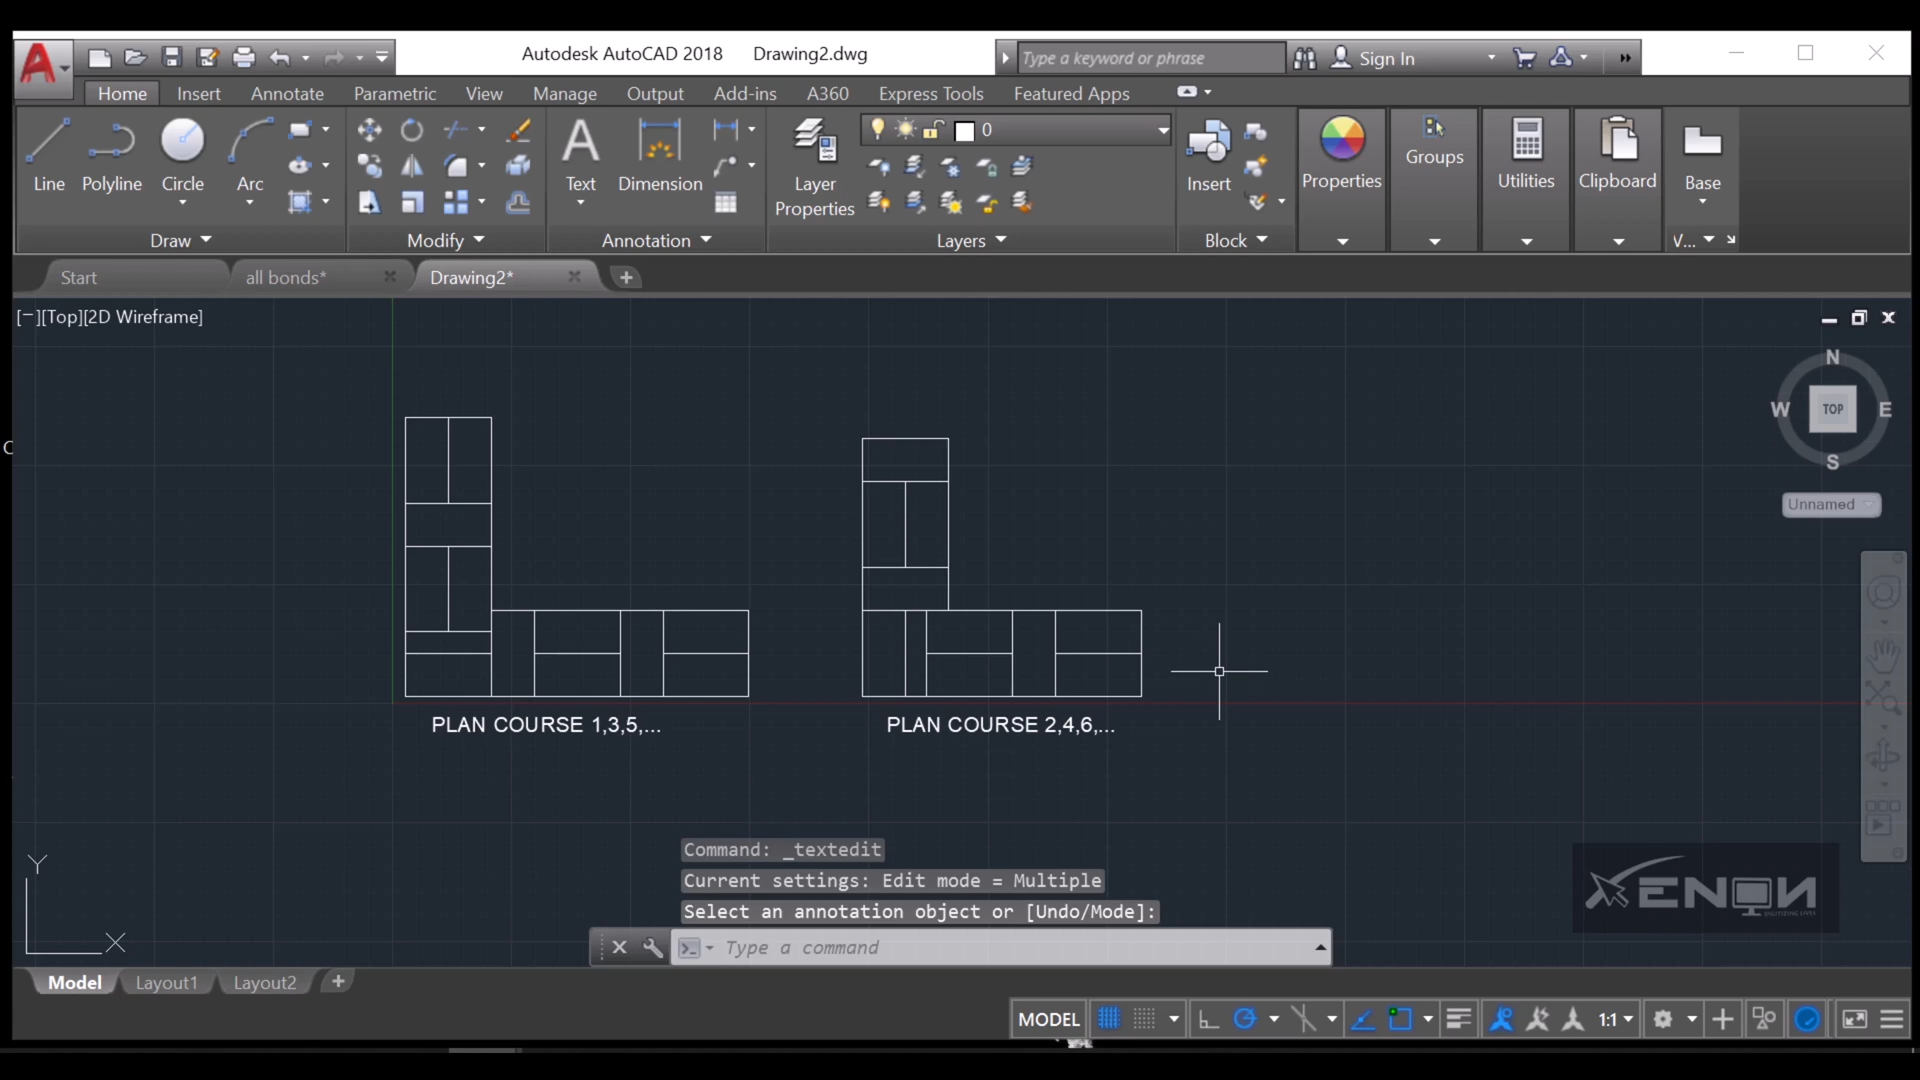 Autodesk AutoCAD 2018 Drawing2.dwg
Type a keyword or phrase
Sign In
Home Insert Annotate Parametric View Manage Output Add-ins A360 Express Tools Featured Apps
Line Polyline Circle Arc
Text Dimension
Layer Properties
0
Insert
Properties
Groups
Utilities
Clipboard
Base
Draw Modify Annotation Layers Block V...
Start all bonds* Drawing2*
[−][Top][2D Wireframe]
N
W TOP E
S
Unnamed
C
PLAN COURSE 1,3,5,...
PLAN COURSE 2,4,6,...
Command: _textedit
Current settings: Edit mode = Multiple
Select an annotation object or [Undo/Mode]:
Type a command
Y
X
XENON
DIGITIZING LIVES
Model Layout1 Layout2
MODEL 1:1